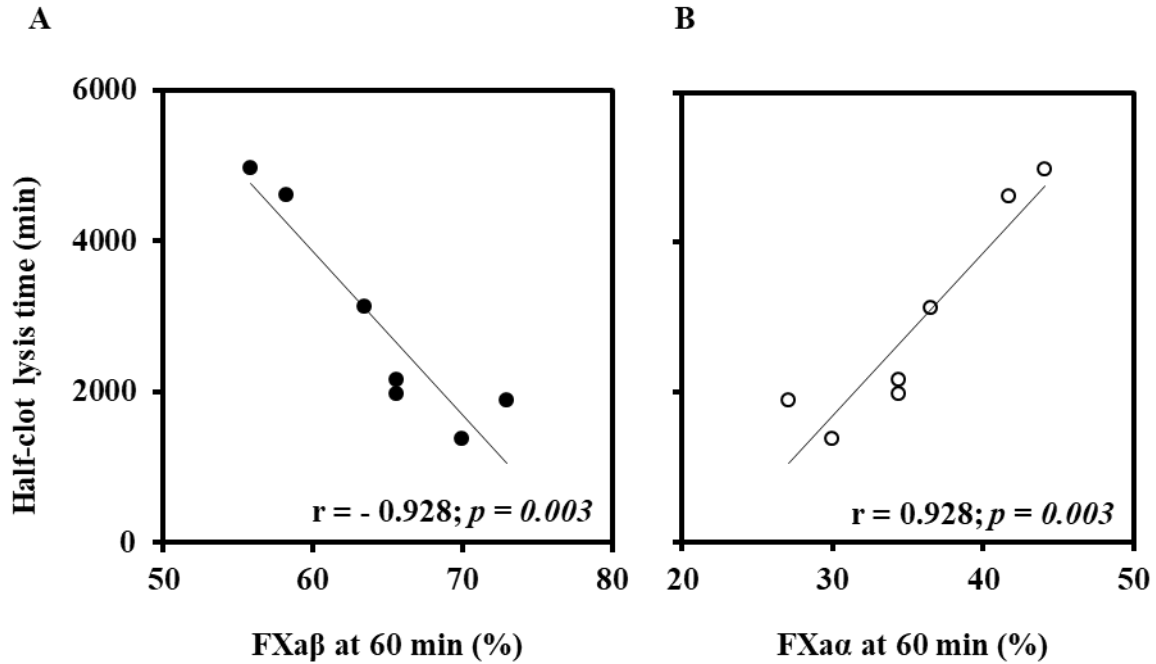 A
B
6000
4000
2000
0
Half-clot lysis time (min)
r = - 0.928; p = 0.003
r = 0.928; p = 0.003
50 60 70 80
20 30 40 50
FXaβ at 60 min (%)
FXaα at 60 min (%)